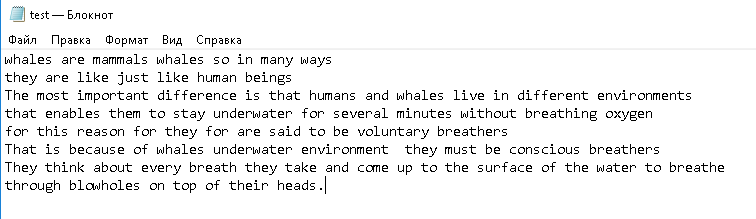 test — Блокнот
Файл Правка Формат Вид Справка
whales are mammals whales so in many ways
they are like just like human beings
The most important difference is that humans and whales live in different environments
that enables them to stay underwater for several minutes without breathing oxygen
for this reason for they for are said to be voluntary breathers
That is because of whales underwater environment  they must be conscious breathers
They think about every breath they take and come up to the surface of the water to breathe
through blowholes on top of their heads.